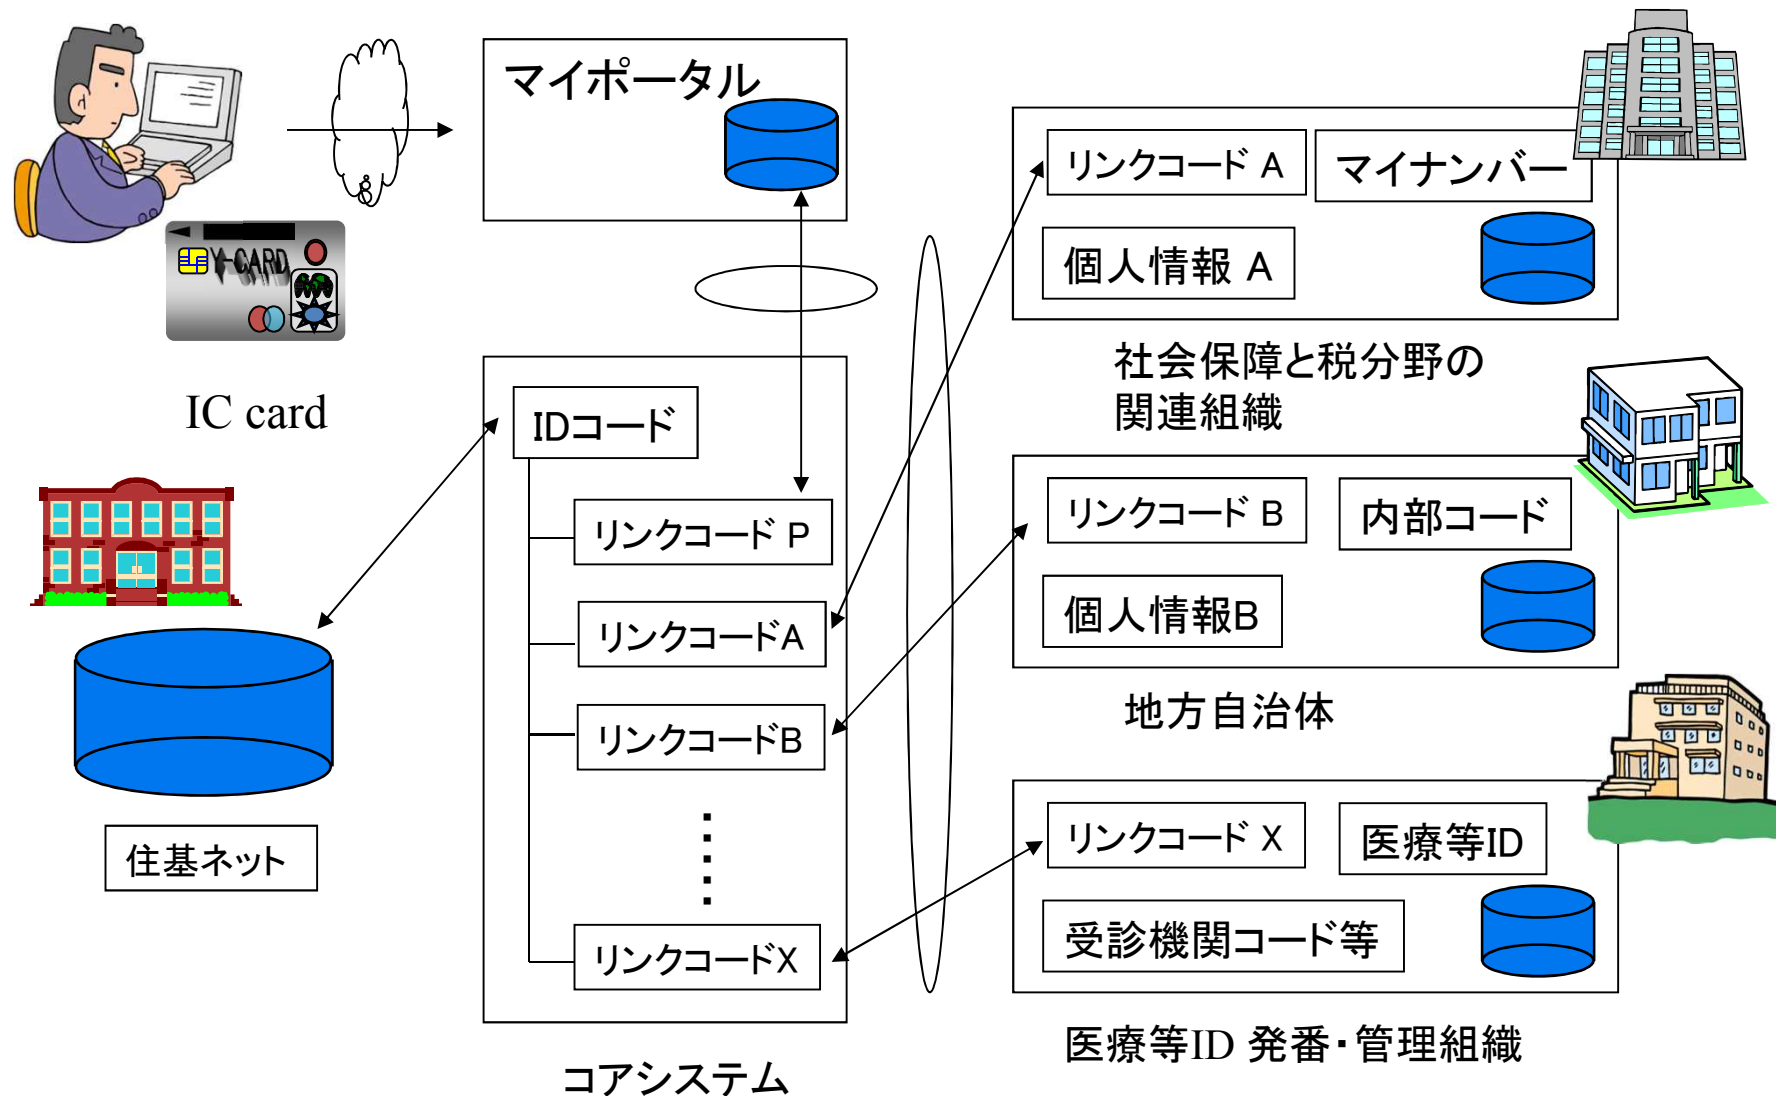 マイポータル
Y-CARD
IC card
住基ネット
IDコード
リンクコード P
リンクコードA
リンクコードB
リンクコードX
コアシステム
リンクコード A
マイナンバー
個人情報 A
社会保障と税分野の
関連組織
リンクコード B
内部コード
個人情報B
地方自治体
リンクコード X
医療等ID
受診機関コード等
医療等ID 発番・管理組織